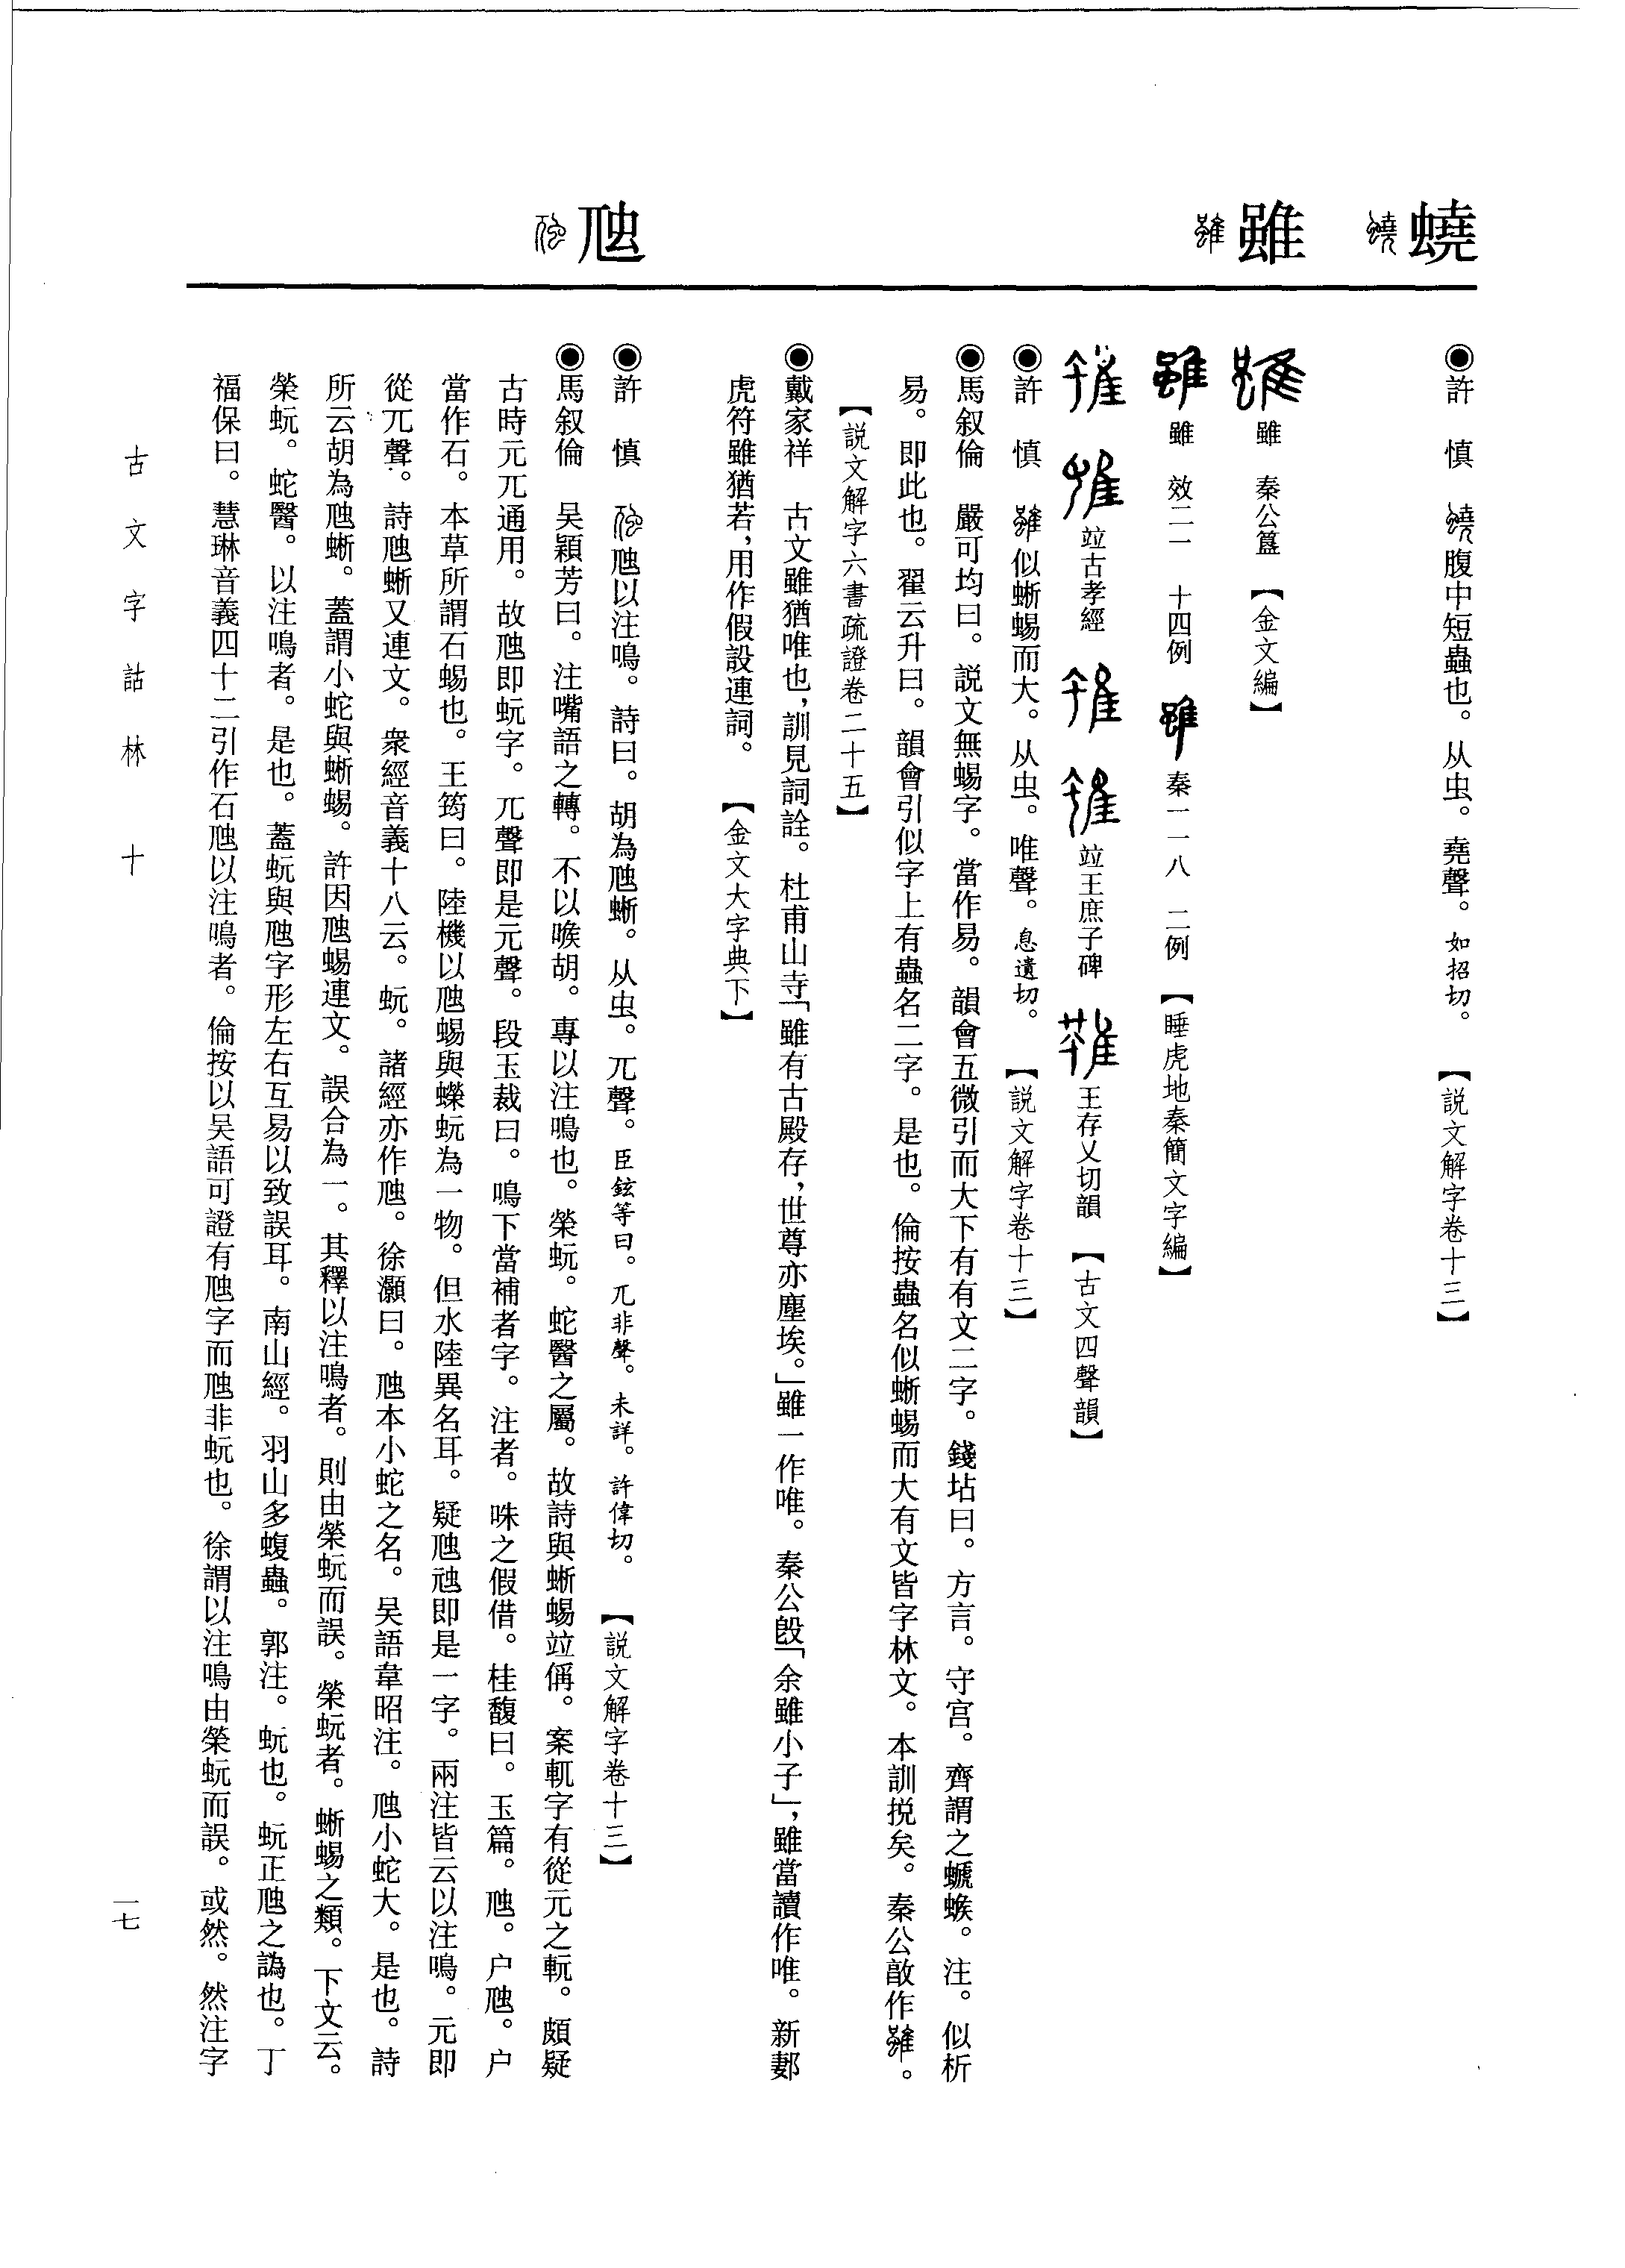 蟯
雖
虺
◉許　慎　腹中短蟲也。从虫。堯聲。如招切。【説文解字卷十三】
雖　秦公簋【金文編】
雖　效二一　十四例　秦一一八　二例【睡虎地秦簡文字編】
竝古孝經　竝王庶子碑　王存乂切韻【古文四聲韻】
◉許　慎　似蜥蜴而大。从虫。唯聲。息遺切。【説文解字卷十三】
◉馬叙倫　嚴可均曰。説文無蜴字。當作易。韻會五微引而大下有有文二字。錢坫曰。方言。守宫。齊謂之螔䗔。注。似析
易。即此也。翟云升曰。韻會引似字上有蟲名二字。是也。倫按蟲名似蜥蜴而大有文皆字林文。本訓捝矣。秦公敦作。
【説文解字六書疏證卷二十五】
◉戴家祥　古文雖猶唯也，訓見詞詮。杜甫山寺「雖有古殿存，世尊亦塵埃。」雖一作唯。秦公𣪘「余雖小子」，雖當讀作唯。新郪
虎符雖猶若，用作假設連詞。【金文大字典下】
◉許　慎　虺以注鳴。詩曰。胡為虺蜥。从虫。兀聲。臣鉉等曰。兀非聲。未詳。許偉切。【説文解字卷十三】
◉馬叙倫　吴穎芳曰。注嘴語之轉。不以喉胡。專以注鳴也。榮蚖。蛇醫之屬。故詩與蜥蜴竝偁。案軏字有從元之䡇。頗疑
古時元兀通用。故虺即蚖字。兀聲即是元聲。段玉裁曰。鳴下當補者字。注者。咮之假借。桂馥曰。玉篇。虺。户虺。户
當作石。本草所謂石蜴也。王筠曰。陸機以虺蜴與蠑蚖為一物。但水陸異名耳。疑虺即是一字。兩注皆云以注鳴。元即
從兀聲。詩虺蜥又連文。衆經音義十八云。蚖。諸經亦作虺。徐灝曰。虺本小蛇之名。吴語韋昭注。虺小蛇大。是也。詩
所云胡為虺蜥。蓋謂小蛇與蜥蜴。許因虺蜴連文。誤合為一。其釋以注鳴者。則由榮蚖而誤。榮蚖者。蜥蜴之類。下文云。
榮蚖。蛇醫。以注鳴者。是也。蓋蚖與虺字形左右互易以致誤耳。南山經。羽山多蝮蟲。郭注。蚖也。蚖正虺之譌也。丁
福保曰。慧琳音義四十二引作石虺以注鳴者。倫按以吴語可證有虺字而虺非蚖也。徐謂以注鳴由榮蚖而誤。或然。然注字
古文字詁林　十
一七